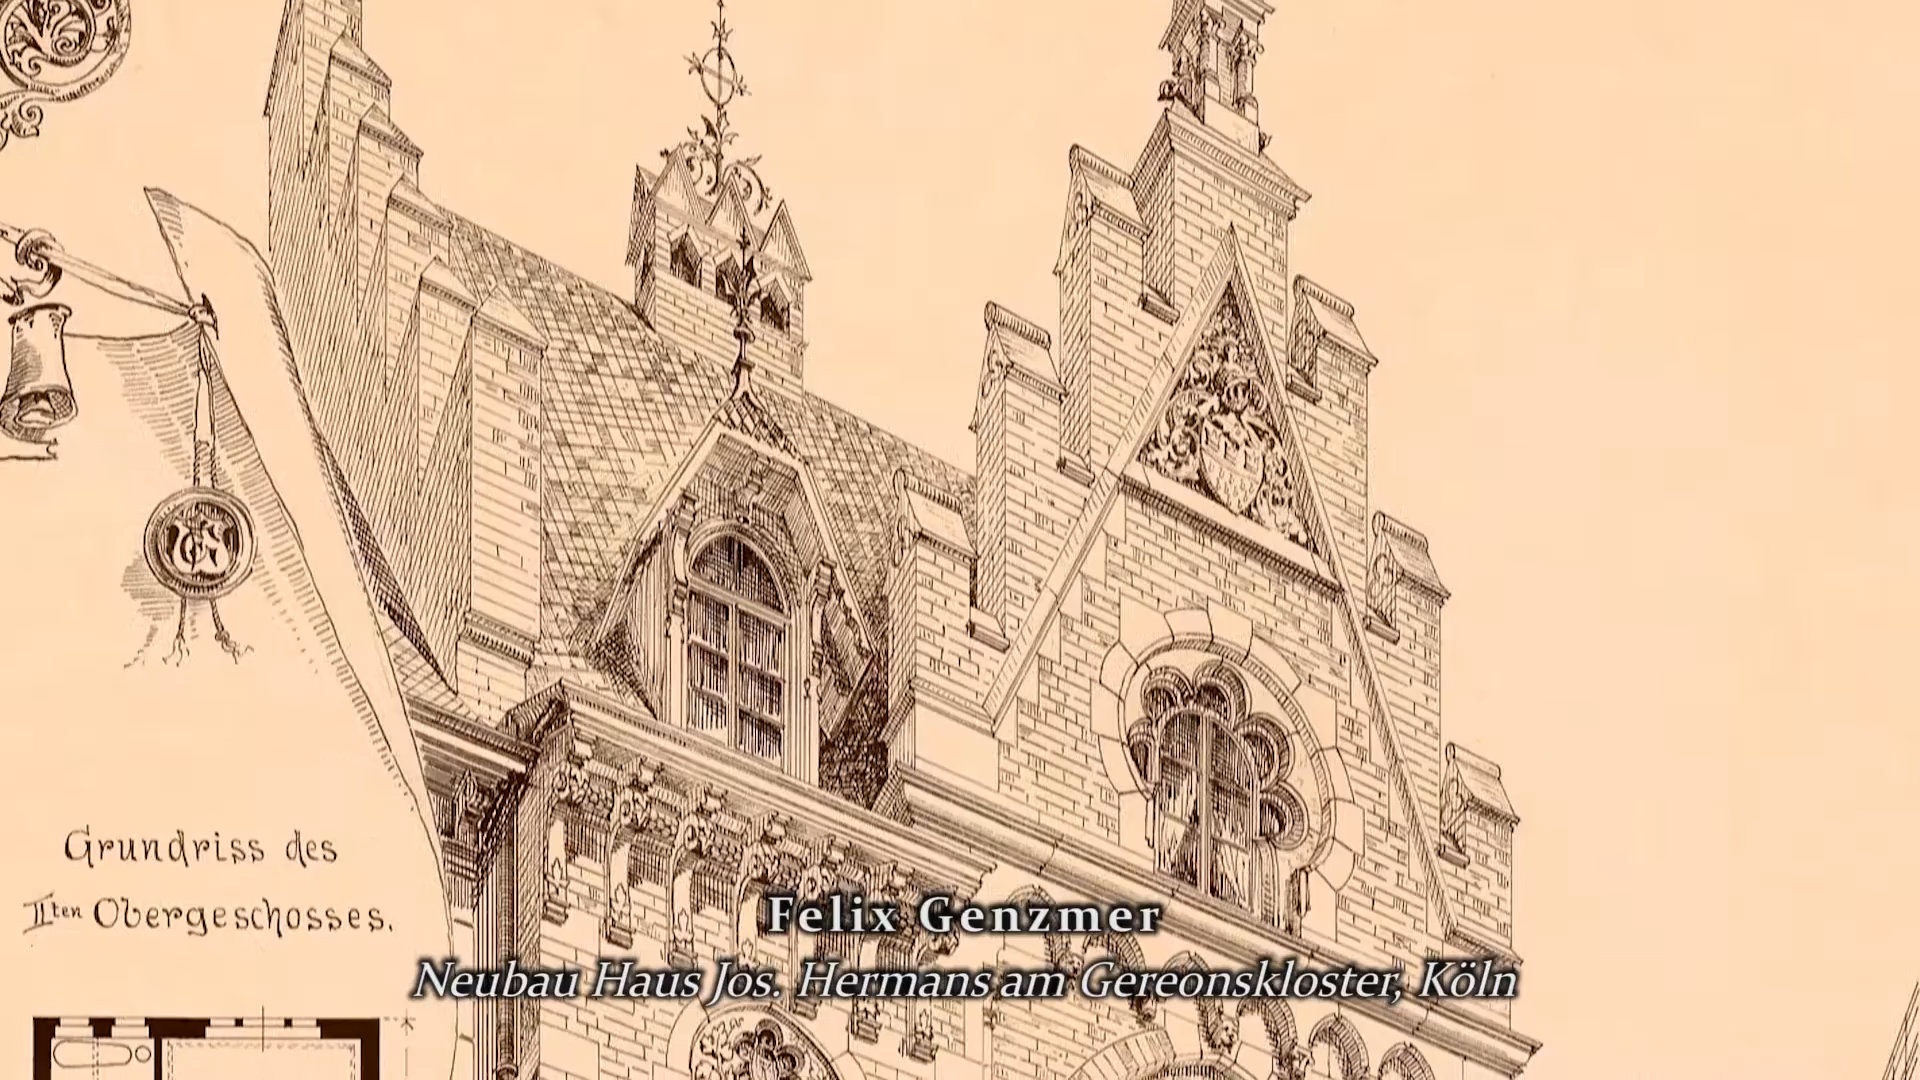 Grundriss des
IIten Obergeschosses.
Felix Genzmer
Neubau Haus Jos. Hermans am Gereonskloster, Köln